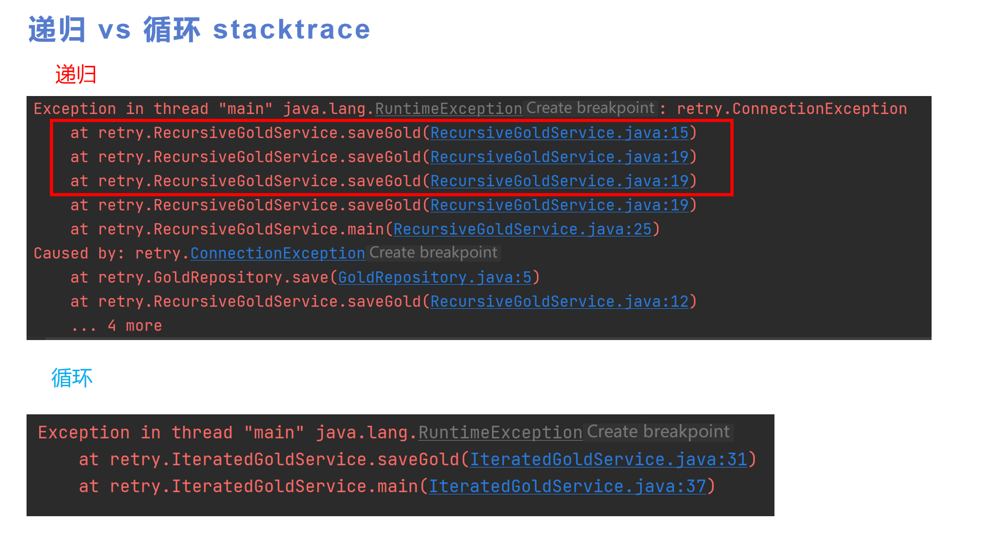 递归 vs 循环 stacktrace
递归
Exception in thread "main" java.lang.RuntimeException Create breakpoint : retry.ConnectionException
at retry.RecursiveGoldService.saveGold(RecursiveGoldService.java:15)
at retry.RecursiveGoldService.saveGold(RecursiveGoldService.java:19)
at retry.RecursiveGoldService.saveGold(RecursiveGoldService.java:19)
at retry.RecursiveGoldService.saveGold(RecursiveGoldService.java:19)
at retry.RecursiveGoldService.main(RecursiveGoldService.java:25)
Caused by: retry.ConnectionException Create breakpoint
at retry.GoldRepository.save(GoldRepository.java:5)
at retry.RecursiveGoldService.saveGold(RecursiveGoldService.java:12)
... 4 more
循环
Exception in thread "main" java.lang.RuntimeException Create breakpoint
at retry.IteratedGoldService.saveGold(IteratedGoldService.java:31)
at retry.IteratedGoldService.main(IteratedGoldService.java:37)